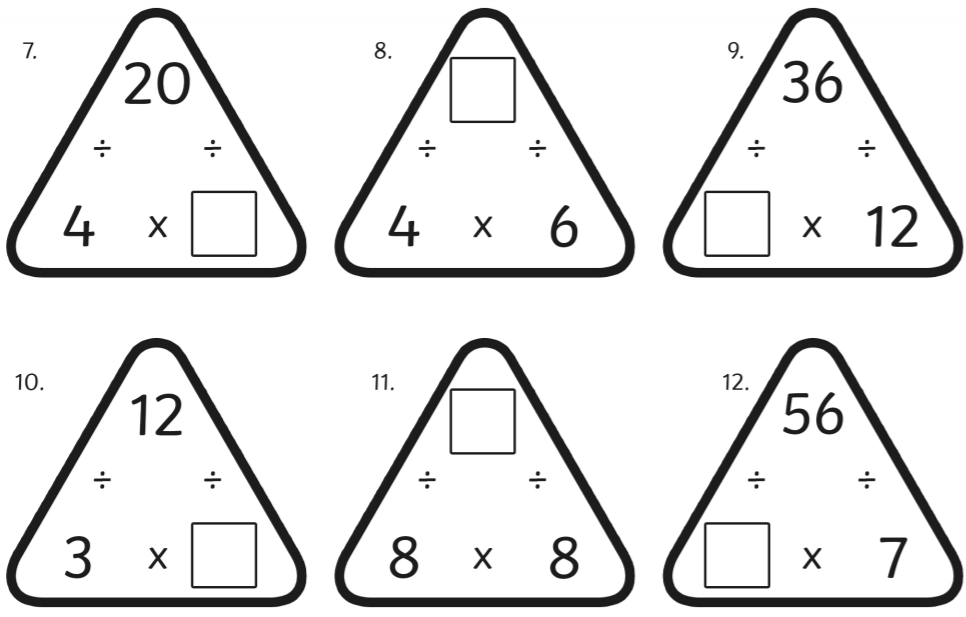 7. 8. 9.
20 36
÷ ÷ ÷ ÷ ÷ ÷
4 x 4 x 6 x 12
10. 11. 12.
12 56
÷ ÷ ÷ ÷ ÷ ÷
3 x 8 x 8 x 7